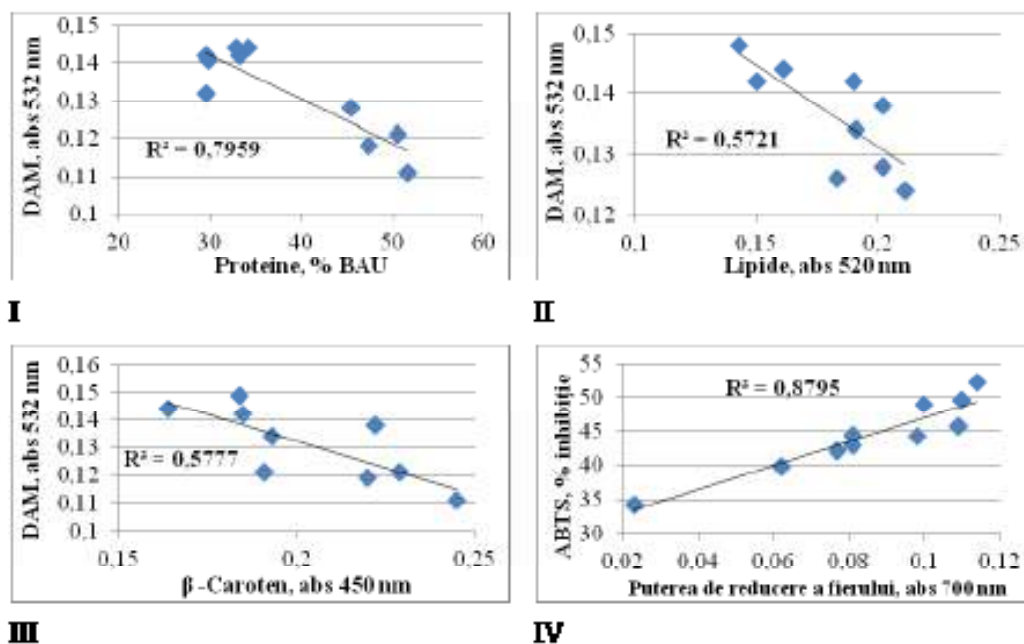 DAM, abs 532 nm
0,15
0,14
0,13
0,12
0,11
0,1
R² = 0,7959
20 30 40 50 60
Proteine, % BAU
I
DAM, abs 532 nm
0,15
0,14
0,13
0,12
R² = 0,5721
0,1 0,15 0,2 0,25
Lipide, abs 520 nm
II
DAM, abs 532 nm
0,16
0,15
0,14
0,13
0,12
0,11
0,1
R² = 0,5777
0,15 0,2 0,25
β -Caroten, abs 450 nm
III
ABTS, % inhibiție
55
50
45
40
35
30
R² = 0,8795
0,02 0,04 0,06 0,08 0,1 0,12
Puterea de reducere a fierului, abs 700 nm
IV